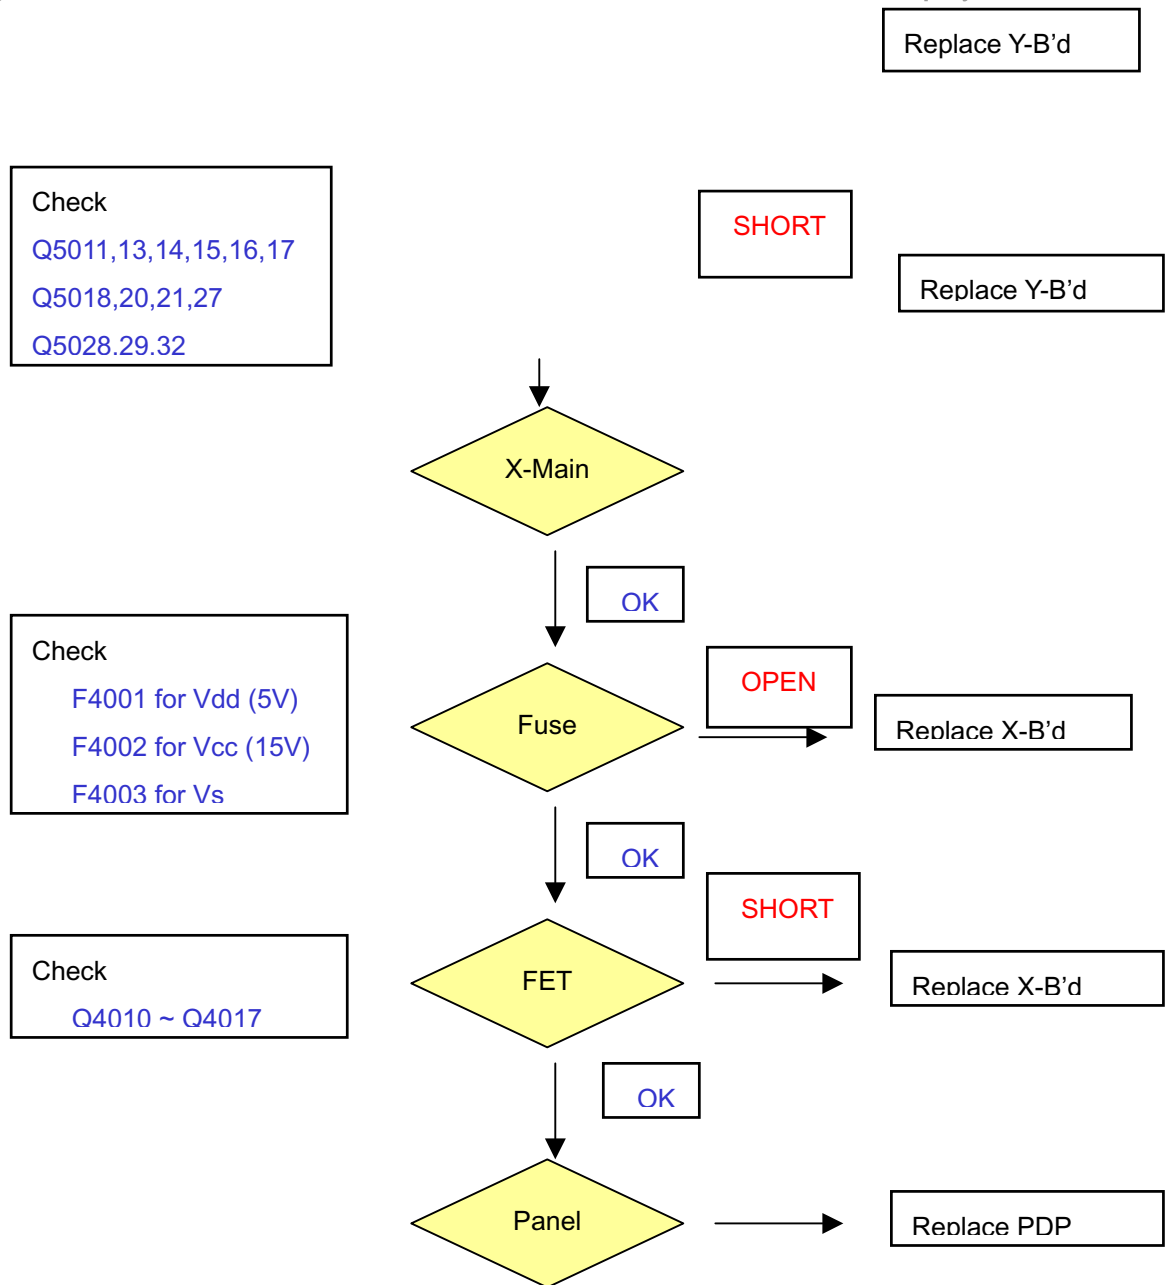 Replace Y-B’d
Check
Q5011,13,14,15,16,17
Q5018,20,21,27
Q5028.29.32
SHORT
Replace Y-B’d
X-Main
OK
Check
F4001 for Vdd (5V)
F4002 for Vcc (15V)
F4003 for Vs
Fuse
OPEN
Replace X-B’d
OK
Check
Q4010 ~ Q4017
FET
SHORT
Replace X-B’d
OK
Panel
Replace PDP